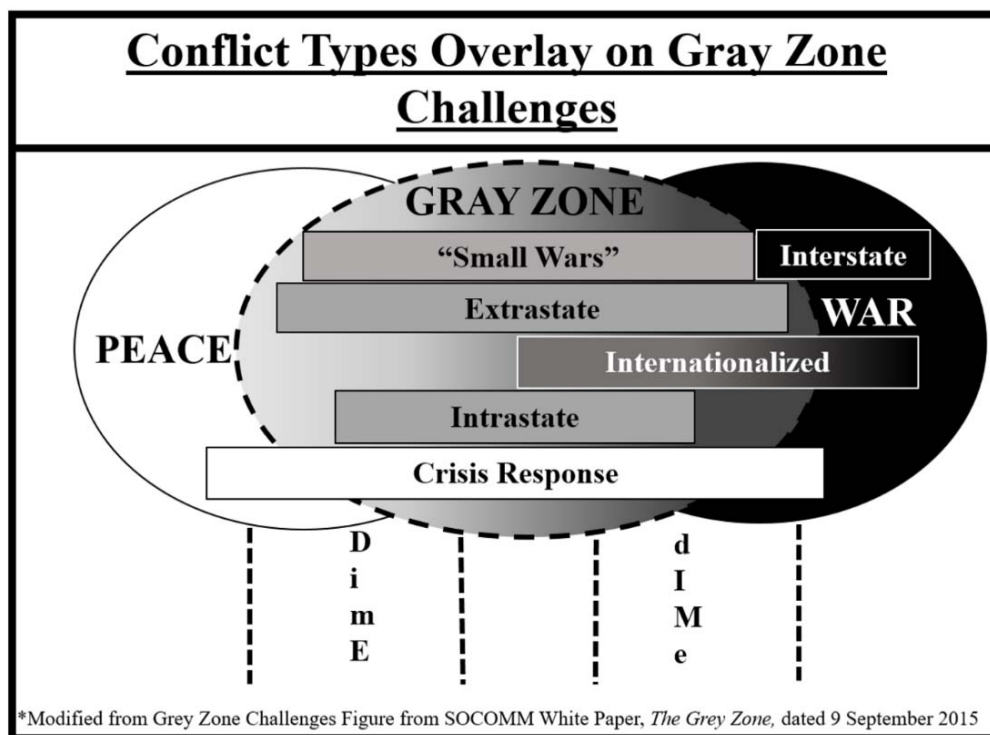 Conflict Types Overlay on Gray Zone
Challenges
GRAY ZONE
“Small Wars”
Interstate
Extrastate
WAR
PEACE
Internationalized
Intrastate
Crisis Response
D
i
m
E
d
I
M
e
*Modified from Grey Zone Challenges Figure from SOCOMM White Paper, The Grey Zone, dated 9 September 2015